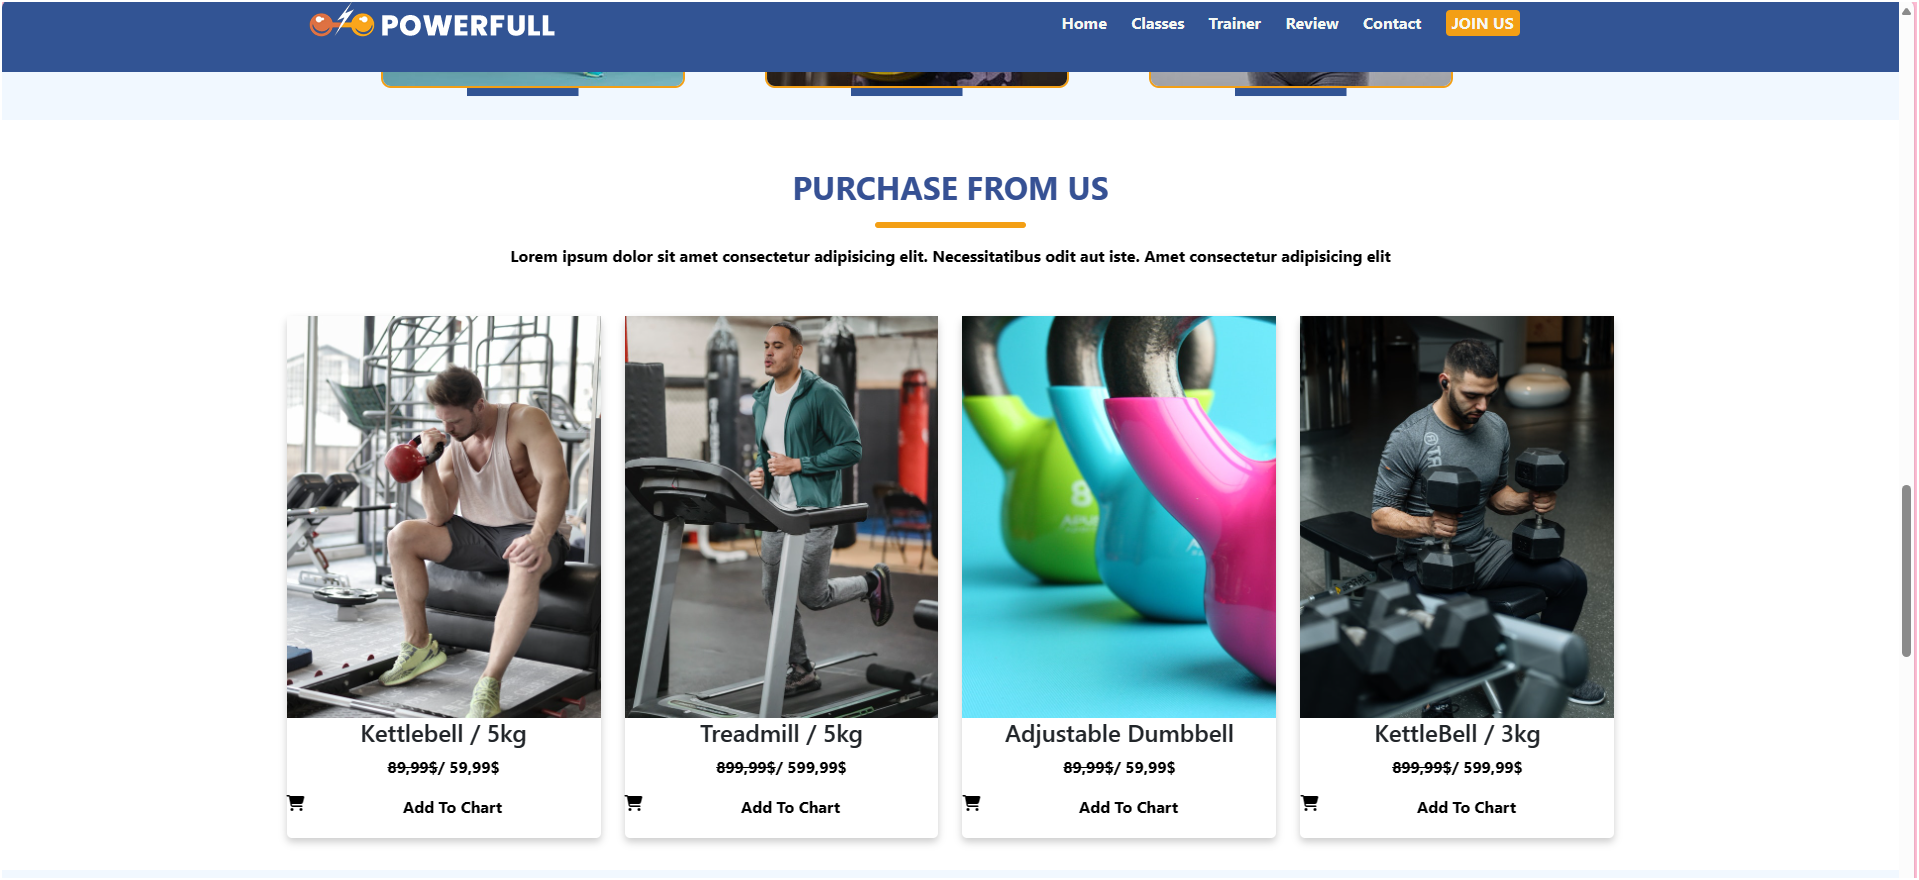 POWERFULL
Home Classes Trainer Review Contact JOIN US
PURCHASE FROM US
Lorem ipsum dolor sit amet consectetur adipisicing elit. Necessitatibus odit aut iste. Amet consectetur adipisicing elit
8
Kettlebell / 5kg
89,99$/ 59,99$
Add To Chart
Treadmill / 5kg
899,99$/ 599,99$
Add To Chart
Adjustable Dumbbell
89,99$/ 59,99$
Add To Chart
KettleBell / 3kg
899,99$/ 599,99$
Add To Chart